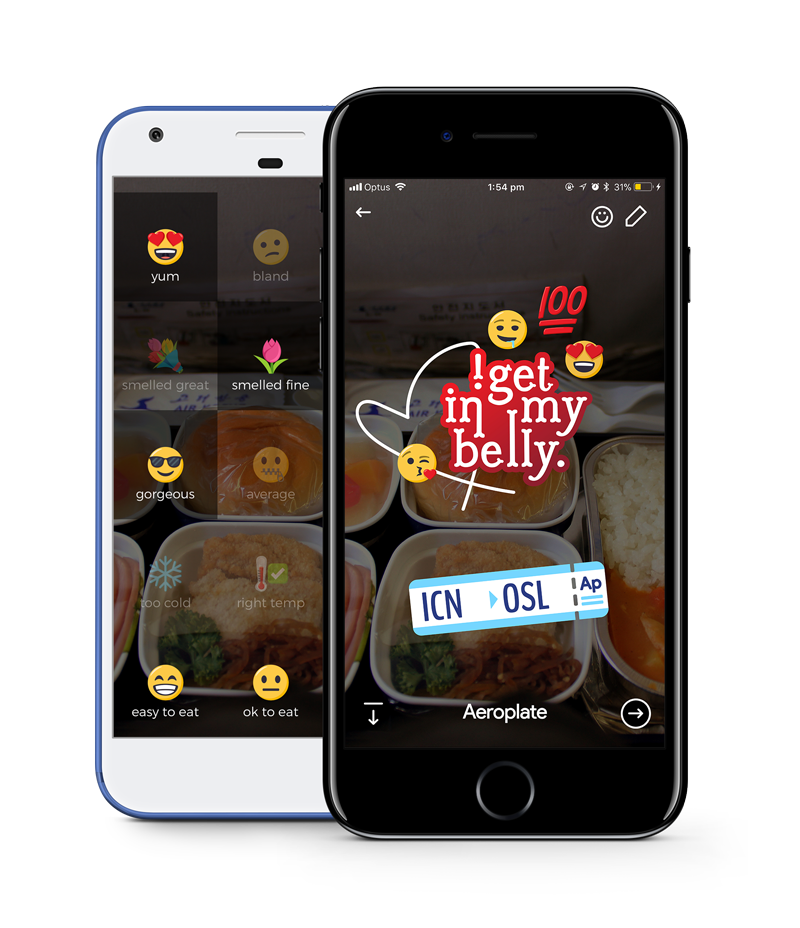 yum
bland
smelled great
smelled fine
gorgeous
average
too cold
right temp
easy to eat
ok to eat
Optus
1:54 pm
31%
100
!get
in my
belly.
ICN OSL Ap
Aeroplate